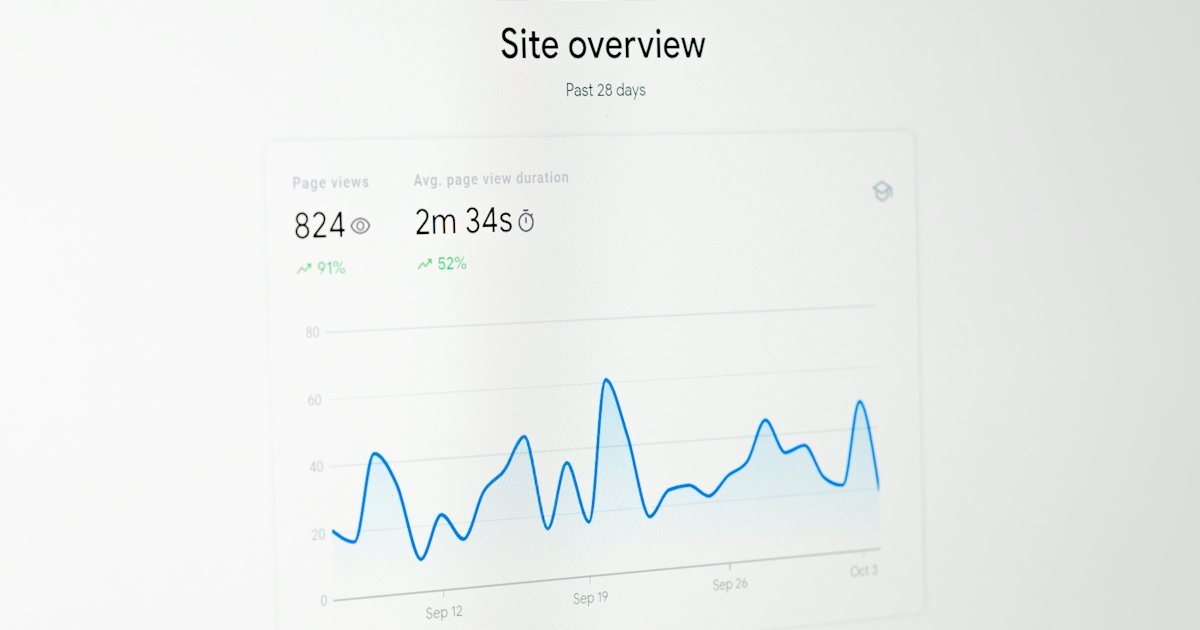 Site overview
Past 28 days
Page views Avg. page view duration
824 2m 34s
91% 52%
80
60
40
20
0
Sep 12 Sep 19 Sep 26 Oct 3